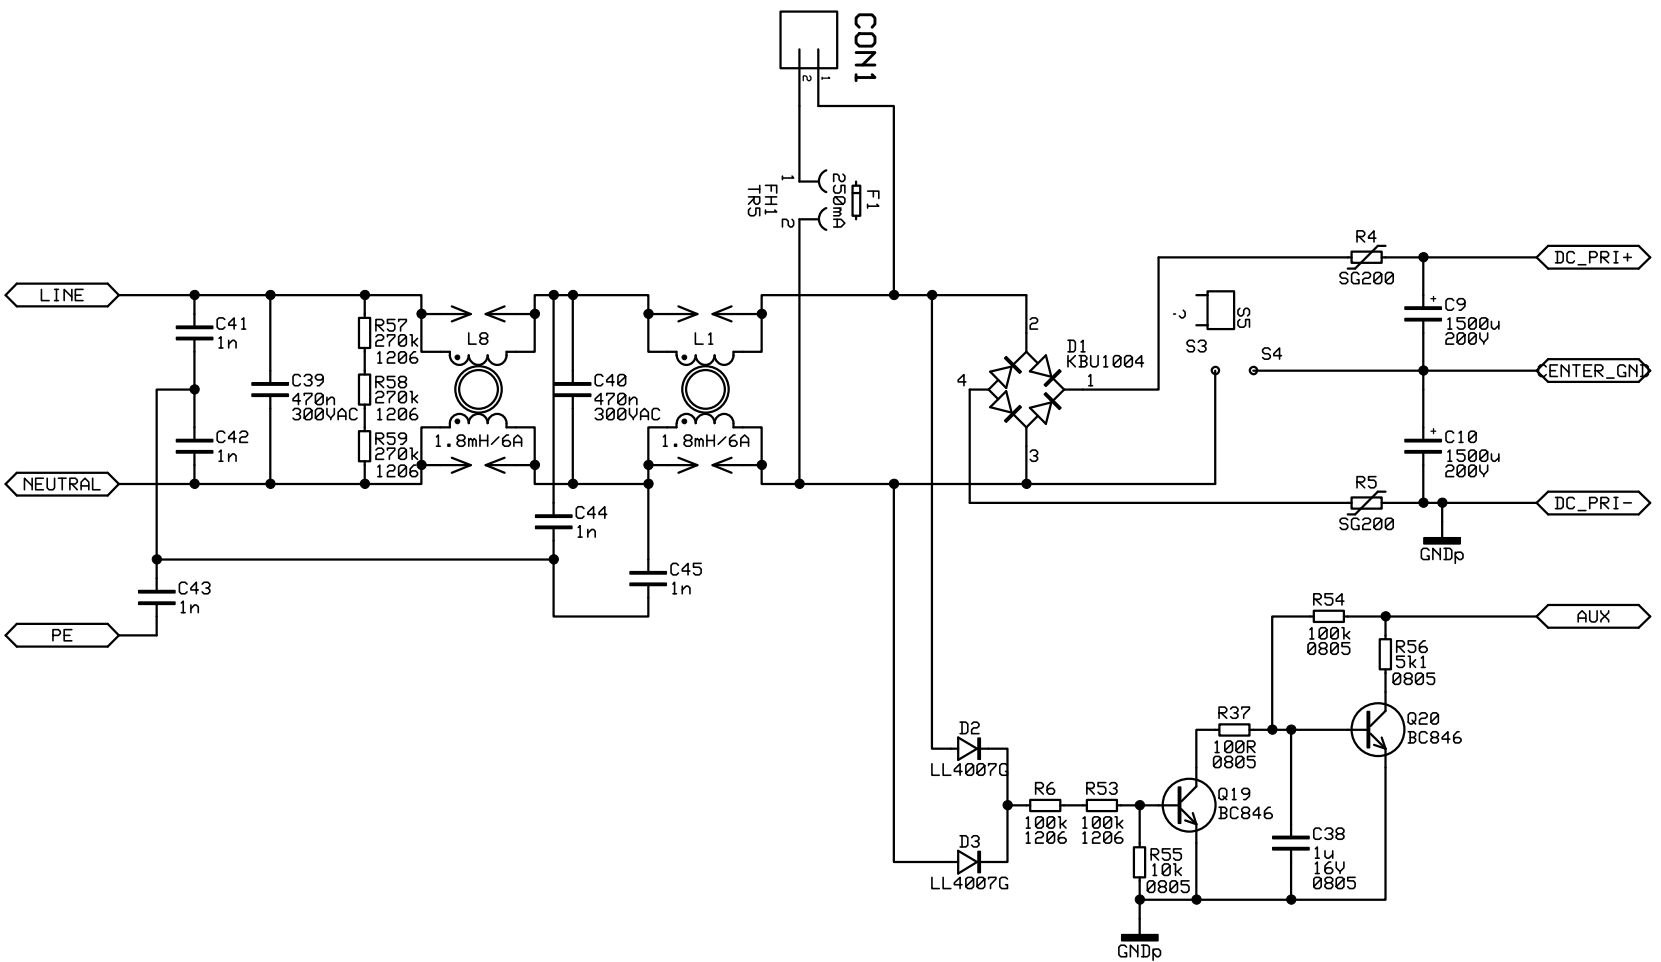 CON1
2
1
1
FH1
TR5
2
250mA
F1
LINE
C41
1n
C42
1n
C39
470n
300VAC
R57
270k
1206
R58
270k
1206
R59
270k
1206
L8
1.8mH/6A
C40
470n
300VAC
L1
1.8mH/6A
NEUTRAL
C44
1n
C45
1n
C43
1n
PE
2
D1
KBU1004
4
1
3
S5
?
S3
S4
R4
SG200
DC_PRI+
C9
+
1500u
200V
CENTER_GND
C10
+
1500u
200V
R5
SG200
DC_PRI-
GNDp
R54
100k
0805
AUX
R56
5k1
0805
R37
100R
0805
Q20
BC846
D2
LL4007G
R6
100k
1206
R53
100k
1206
Q19
BC846
C38
1u
16V
0805
D3
LL4007G
R55
10k
0805
GNDp